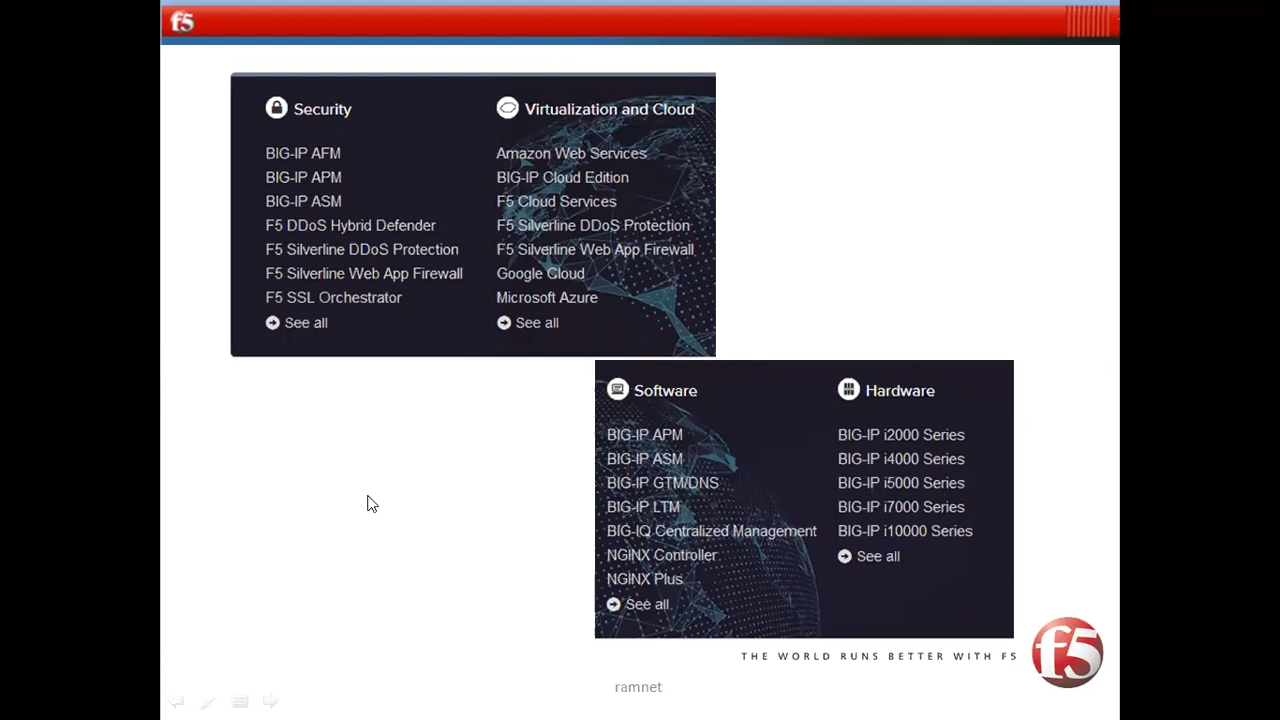 f5
Security
BIG-IP AFM
BIG-IP APM
BIG-IP ASM
F5 DDoS Hybrid Defender
F5 Silverline DDoS Protection
F5 Silverline Web App Firewall
F5 SSL Orchestrator
See all
Virtualization and Cloud
Amazon Web Services
BIG-IP Cloud Edition
F5 Cloud Services
F5 Silverline DDoS Protection
F5 Silverline Web App Firewall
Google Cloud
Microsoft Azure
See all
Software
BIG-IP APM
BIG-IP ASM
BIG-IP GTM/DNS
BIG-IP LTM
BIG-IQ Centralized Management
NGINX Controller
NGINX Plus
See all
Hardware
BIG-IP i2000 Series
BIG-IP i4000 Series
BIG-IP i5000 Series
BIG-IP i7000 Series
BIG-IP i10000 Series
See all
THE WORLD RUNS BETTER WITH F5
f5
ramnet